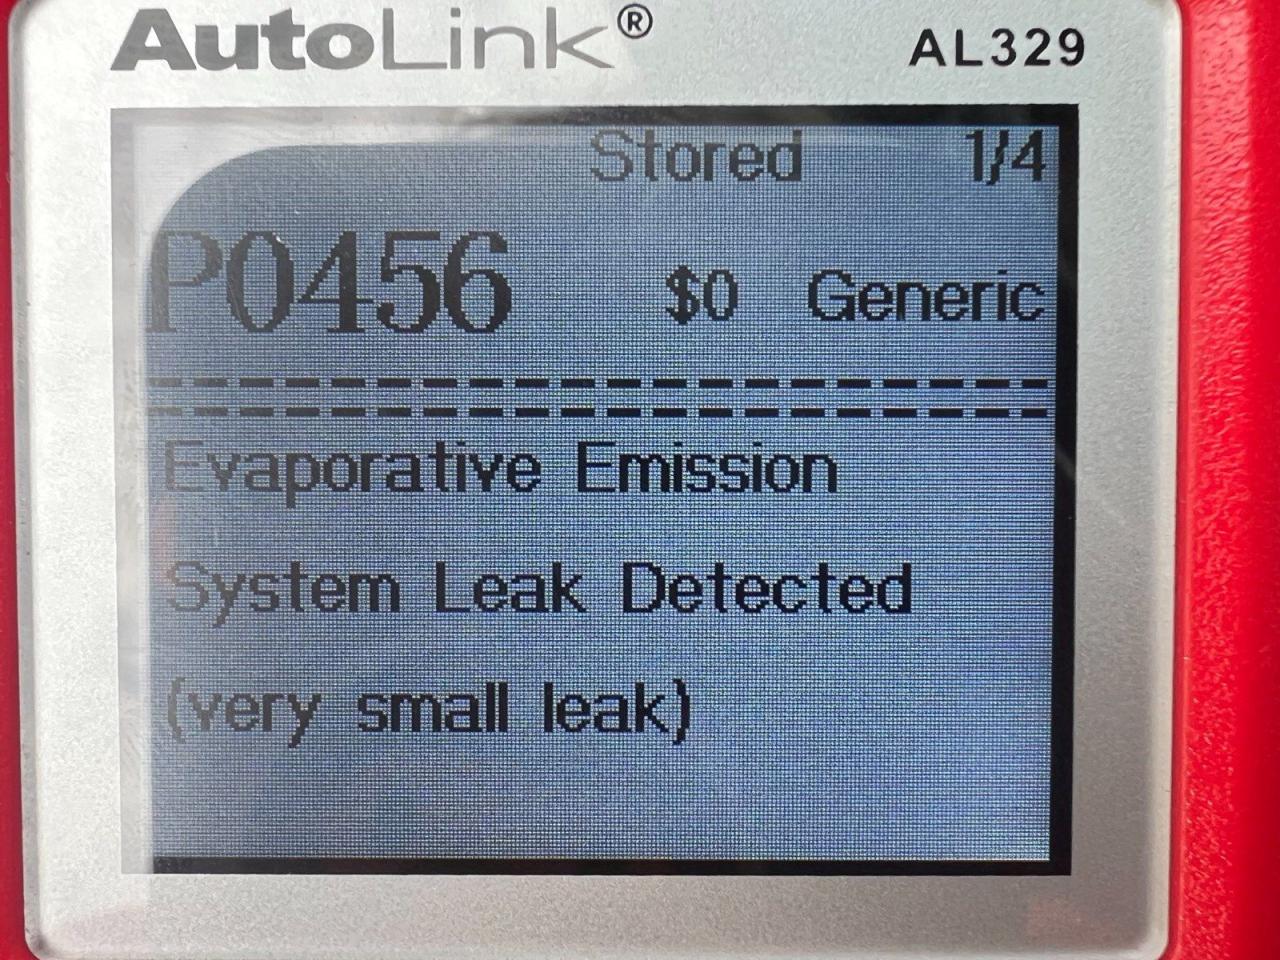 AutoLink® AL329
Stored 1/4
P0456 $0 Generic
Evaporative Emission
System Leak Detected
(very small leak)